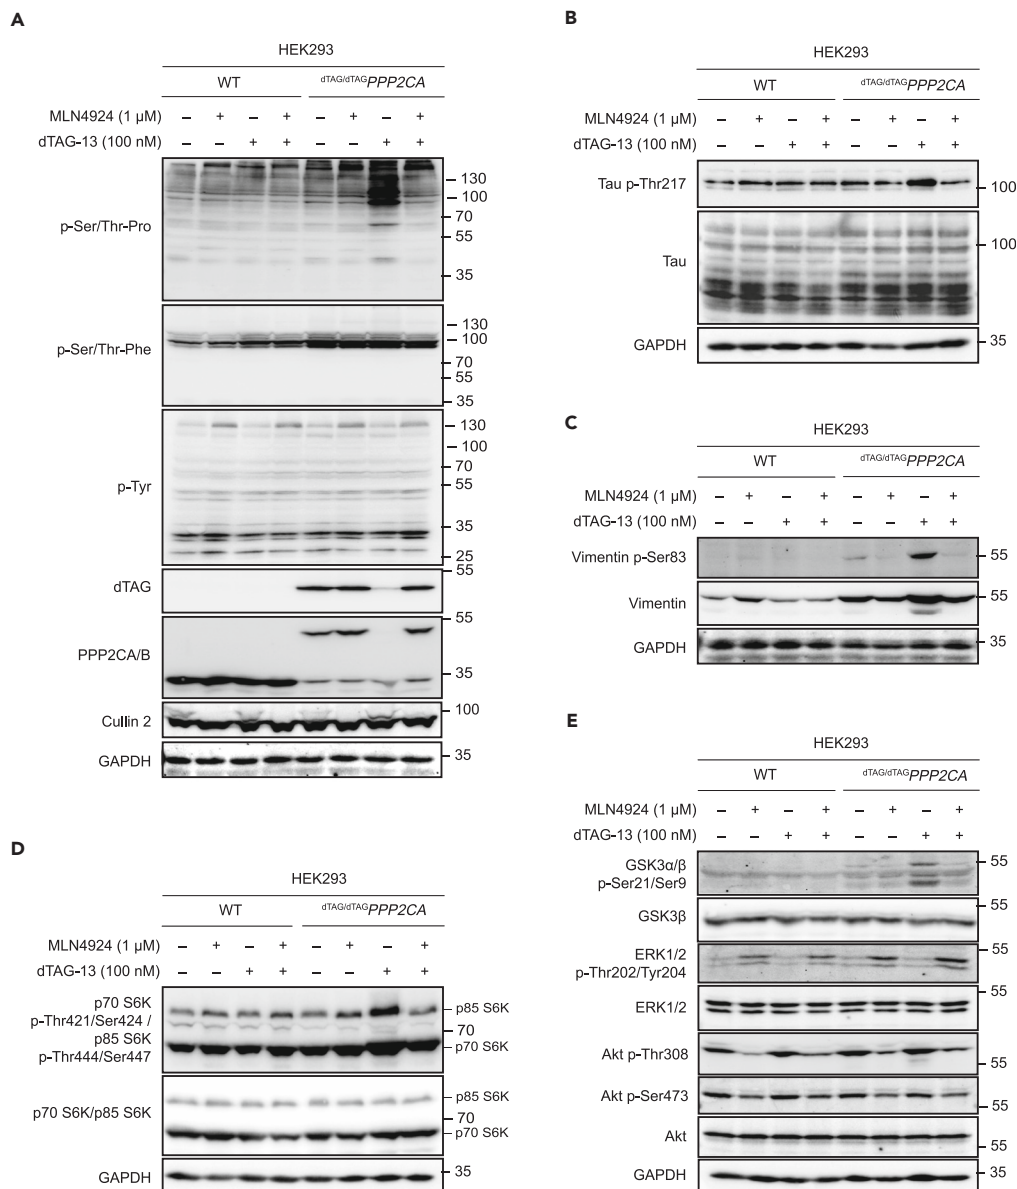 A
HEK293
WT dTAG/dTAGPPP2CA
MLN4924 (1 µM) – + – + – + – +
dTAG-13 (100 nM) – – + + – – + +
p-Ser/Thr-Pro
130
100
70
55
35
p-Ser/Thr-Phe
130
100
70
55
35
p-Tyr
130
100
70
55
35
25
dTAG
55
PPP2CA/B
55
35
Cullin 2
100
GAPDH
35
B
HEK293
WT dTAG/dTAGPPP2CA
MLN4924 (1 µM) – + – + – + – +
dTAG-13 (100 nM) – – + + – – + +
Tau p-Thr217
100
Tau
100
GAPDH
35
C
HEK293
WT dTAG/dTAGPPP2CA
MLN4924 (1 µM) – + – + – + – +
dTAG-13 (100 nM) – – + + – – + +
Vimentin p-Ser83
55
Vimentin
55
GAPDH
35
D
HEK293
WT dTAG/dTAGPPP2CA
MLN4924 (1 µM) – + – + – + – +
dTAG-13 (100 nM) – – + + – – + +
p70 S6K
p-Thr421/Ser424 /
p85 S6K
p-Thr444/Ser447
p85 S6K
70
p70 S6K
p70 S6K/p85 S6K
p85 S6K
70
p70 S6K
GAPDH
35
E
HEK293
WT dTAG/dTAGPPP2CA
MLN4924 (1 µM) – + – + – + – +
dTAG-13 (100 nM) – – + + – – + +
GSK3α/β
p-Ser21/Ser9
55
GSK3β
55
ERK1/2
p-Thr202/Tyr204
55
ERK1/2
55
Akt p-Thr308
55
Akt p-Ser473
55
Akt
55
GAPDH
35